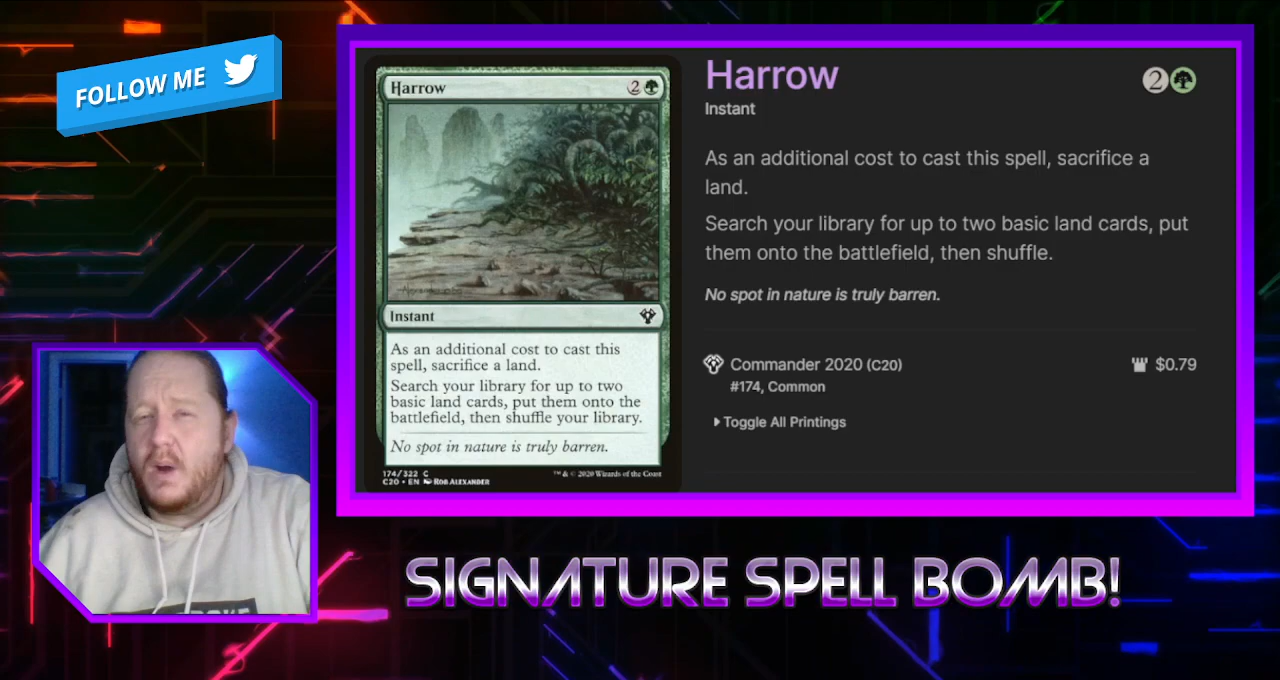 FOLLOW ME
Harrow 2
Instant
As an additional cost to cast this
spell, sacrifice a land.
Search your library for up to two
basic land cards, put them onto the
battlefield, then shuffle your library.
No spot in nature is truly barren.
174/322 C
C20 • EN ROB ALEXANDER
™ & © 2020 Wizards of the Coast
Harrow 2
Instant
As an additional cost to cast this spell, sacrifice a
land.
Search your library for up to two basic land cards, put
them onto the battlefield, then shuffle.
No spot in nature is truly barren.
Commander 2020 (C20) $0.79
#174, Common
Toggle All Printings
SIGNATURE SPELL BOMB!